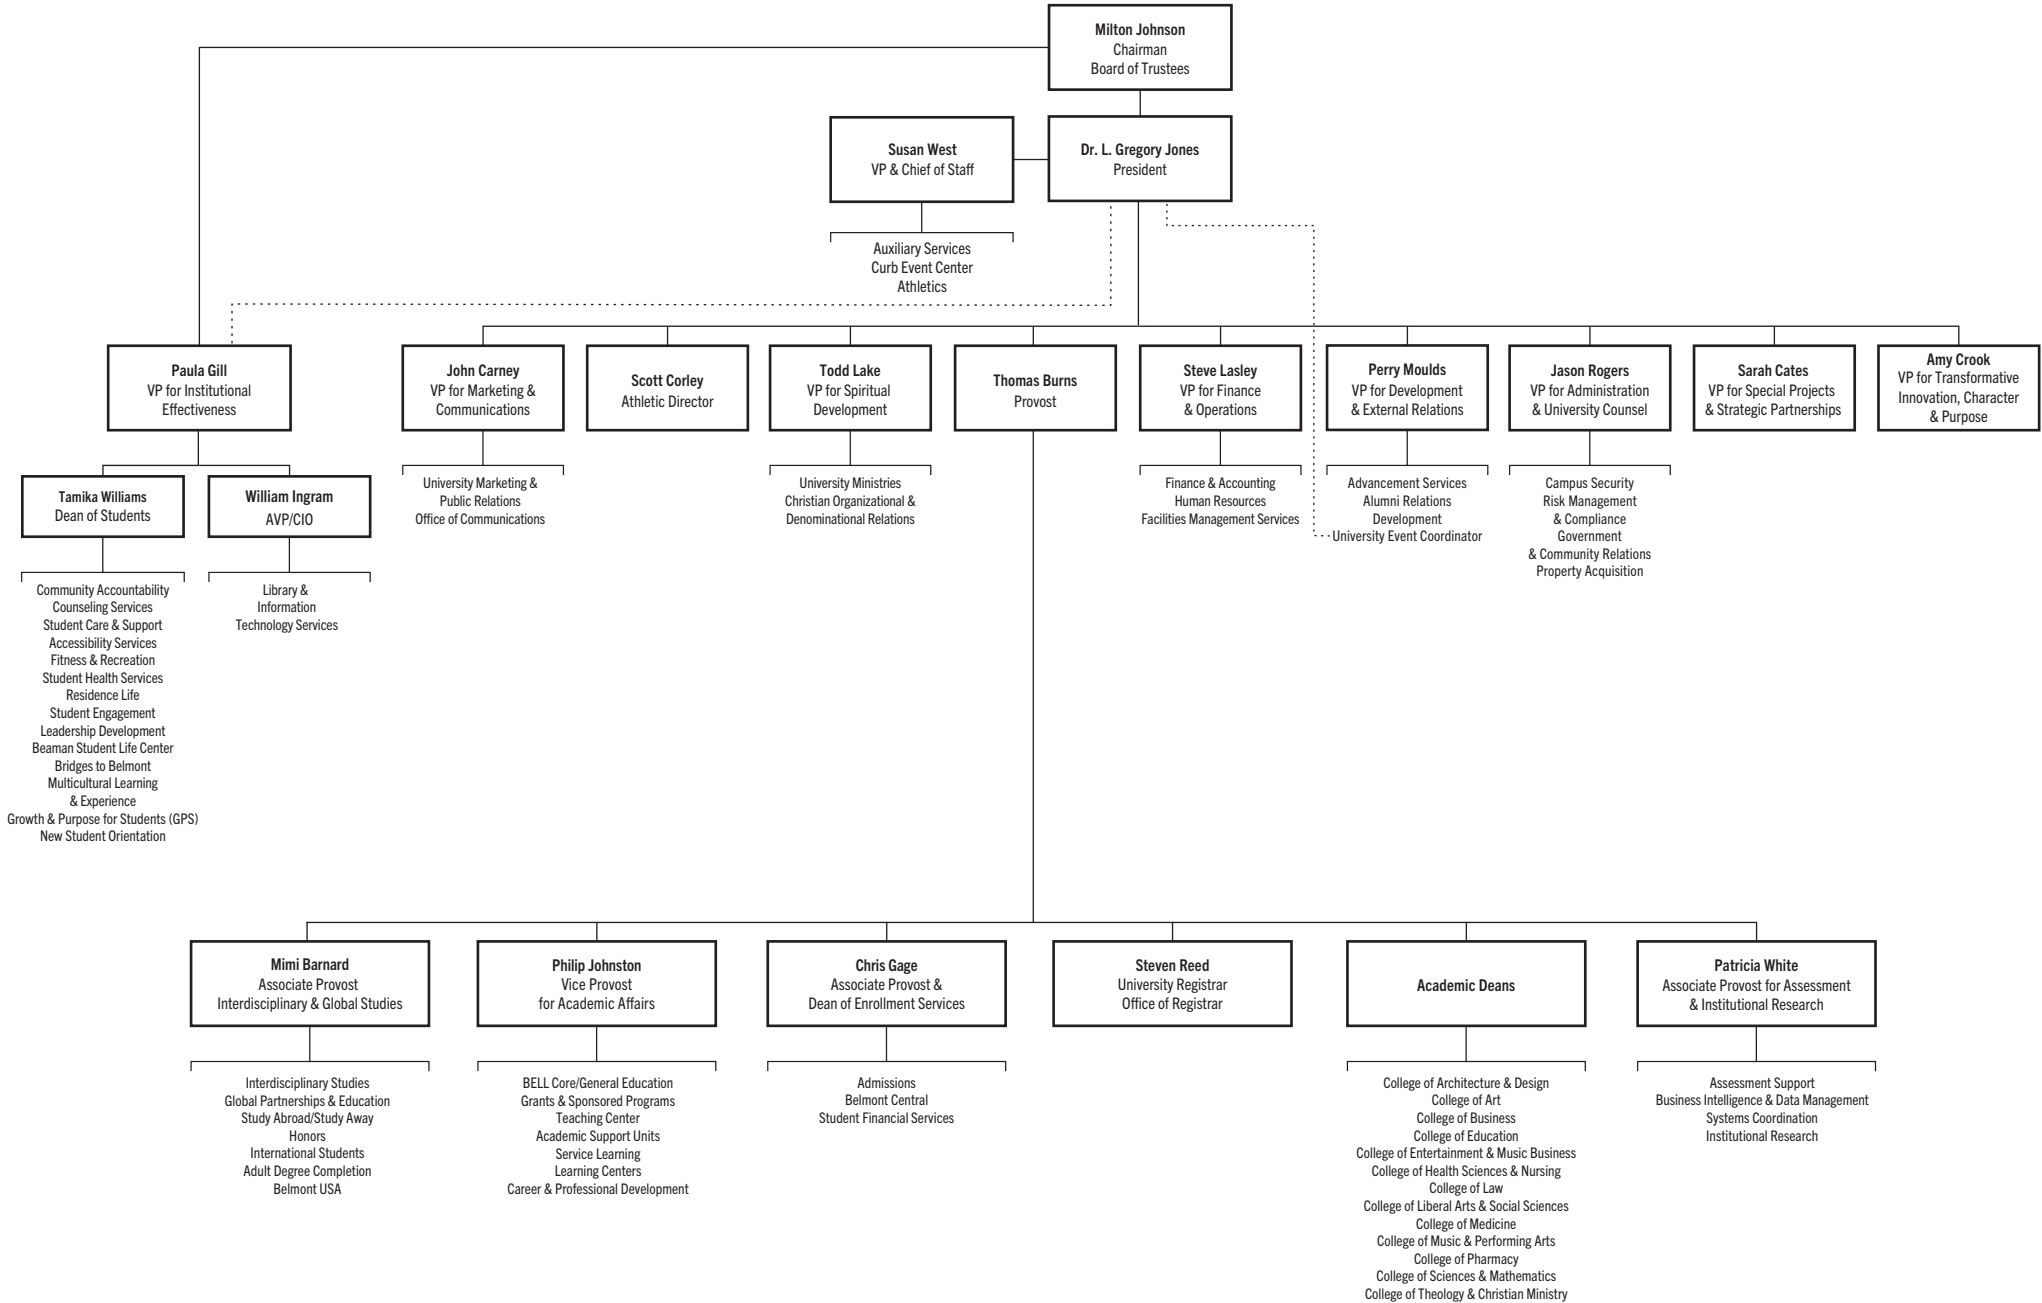 Milton Johnson
Chairman
Board of Trustees
Susan West
VP & Chief of Staff
Dr. L. Gregory Jones
President
Auxiliary Services
Curb Event Center
Athletics
Paula Gill
VP for Institutional
Effectiveness
John Carney
VP for Marketing &
Communications
Scott Corley
Athletic Director
Todd Lake
VP for Spiritual
Development
Thomas Burns
Provost
Steve Lasley
VP for Finance
& Operations
Perry Moulds
VP for Development
& External Relations
Jason Rogers
VP for Administration
& University Counsel
Sarah Cates
VP for Special Projects
& Strategic Partnerships
Amy Crook
VP for Transformative
Innovation, Character
& Purpose
Tamika Williams
Dean of Students
William Ingram
AVP/CIO
University Marketing &
Public Relations
Office of Communications
University Ministries
Christian Organizational &
Denominational Relations
Finance & Accounting
Human Resources
Facilities Management Services
Advancement Services
Alumni Relations
Development
University Event Coordinator
Campus Security
Risk Management
& Compliance
Government
& Community Relations
Property Acquisition
Community Accountability
Counseling Services
Student Care & Support
Accessibility Services
Fitness & Recreation
Student Health Services
Residence Life
Student Engagement
Leadership Development
Beaman Student Life Center
Bridges to Belmont
Multicultural Learning
& Experience
Growth & Purpose for Students (GPS)
New Student Orientation
Library &
Information
Technology Services
Mimi Barnard
Associate Provost
Interdisciplinary & Global Studies
Philip Johnston
Vice Provost
for Academic Affairs
Chris Gage
Associate Provost &
Dean of Enrollment Services
Steven Reed
University Registrar
Office of Registrar
Academic Deans
Patricia White
Associate Provost for Assessment
& Institutional Research
Interdisciplinary Studies
Global Partnerships & Education
Study Abroad/Study Away
Honors
International Students
Adult Degree Completion
Belmont USA
BELL Core/General Education
Grants & Sponsored Programs
Teaching Center
Academic Support Units
Service Learning
Learning Centers
Career & Professional Development
Admissions
Belmont Central
Student Financial Services
College of Architecture & Design
College of Art
College of Business
College of Education
College of Entertainment & Music Business
College of Health Sciences & Nursing
College of Law
College of Liberal Arts & Social Sciences
College of Medicine
College of Music & Performing Arts
College of Pharmacy
College of Sciences & Mathematics
College of Theology & Christian Ministry
Assessment Support
Business Intelligence & Data Management
Systems Coordination
Institutional Research